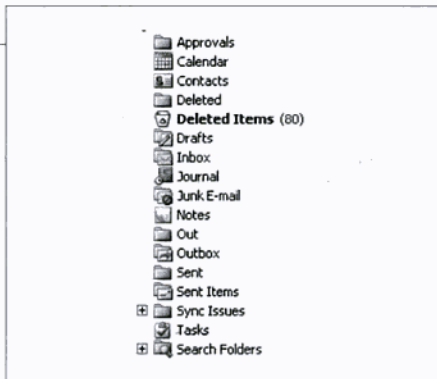 Approvals
Calendar
Contacts
Deleted
Deleted Items (80)
Drafts
Inbox
Journal
Junk E-mail
Notes
Out
Outbox
Sent
Sent Items
Sync Issues
Tasks
Search Folders